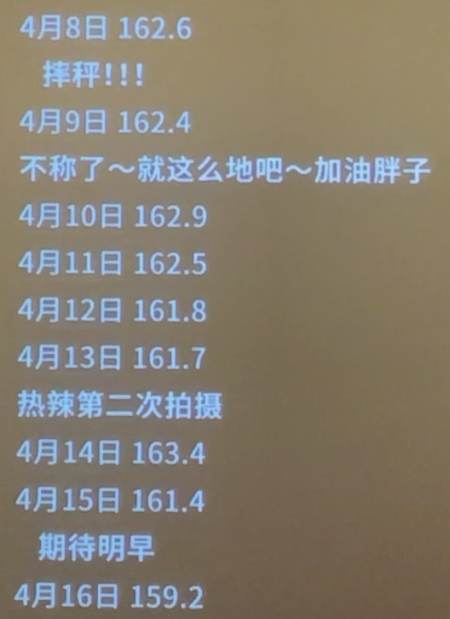 4月8日 162.6
摔秤!!!
4月9日 162.4
不称了～就这么地吧～加油胖子
4月10日 162.9
4月11日 162.5
4月12日 161.8
4月13日 161.7
热辣第二次拍摄
4月14日 163.4
4月15日 161.4
期待明早
4月16日 159.2